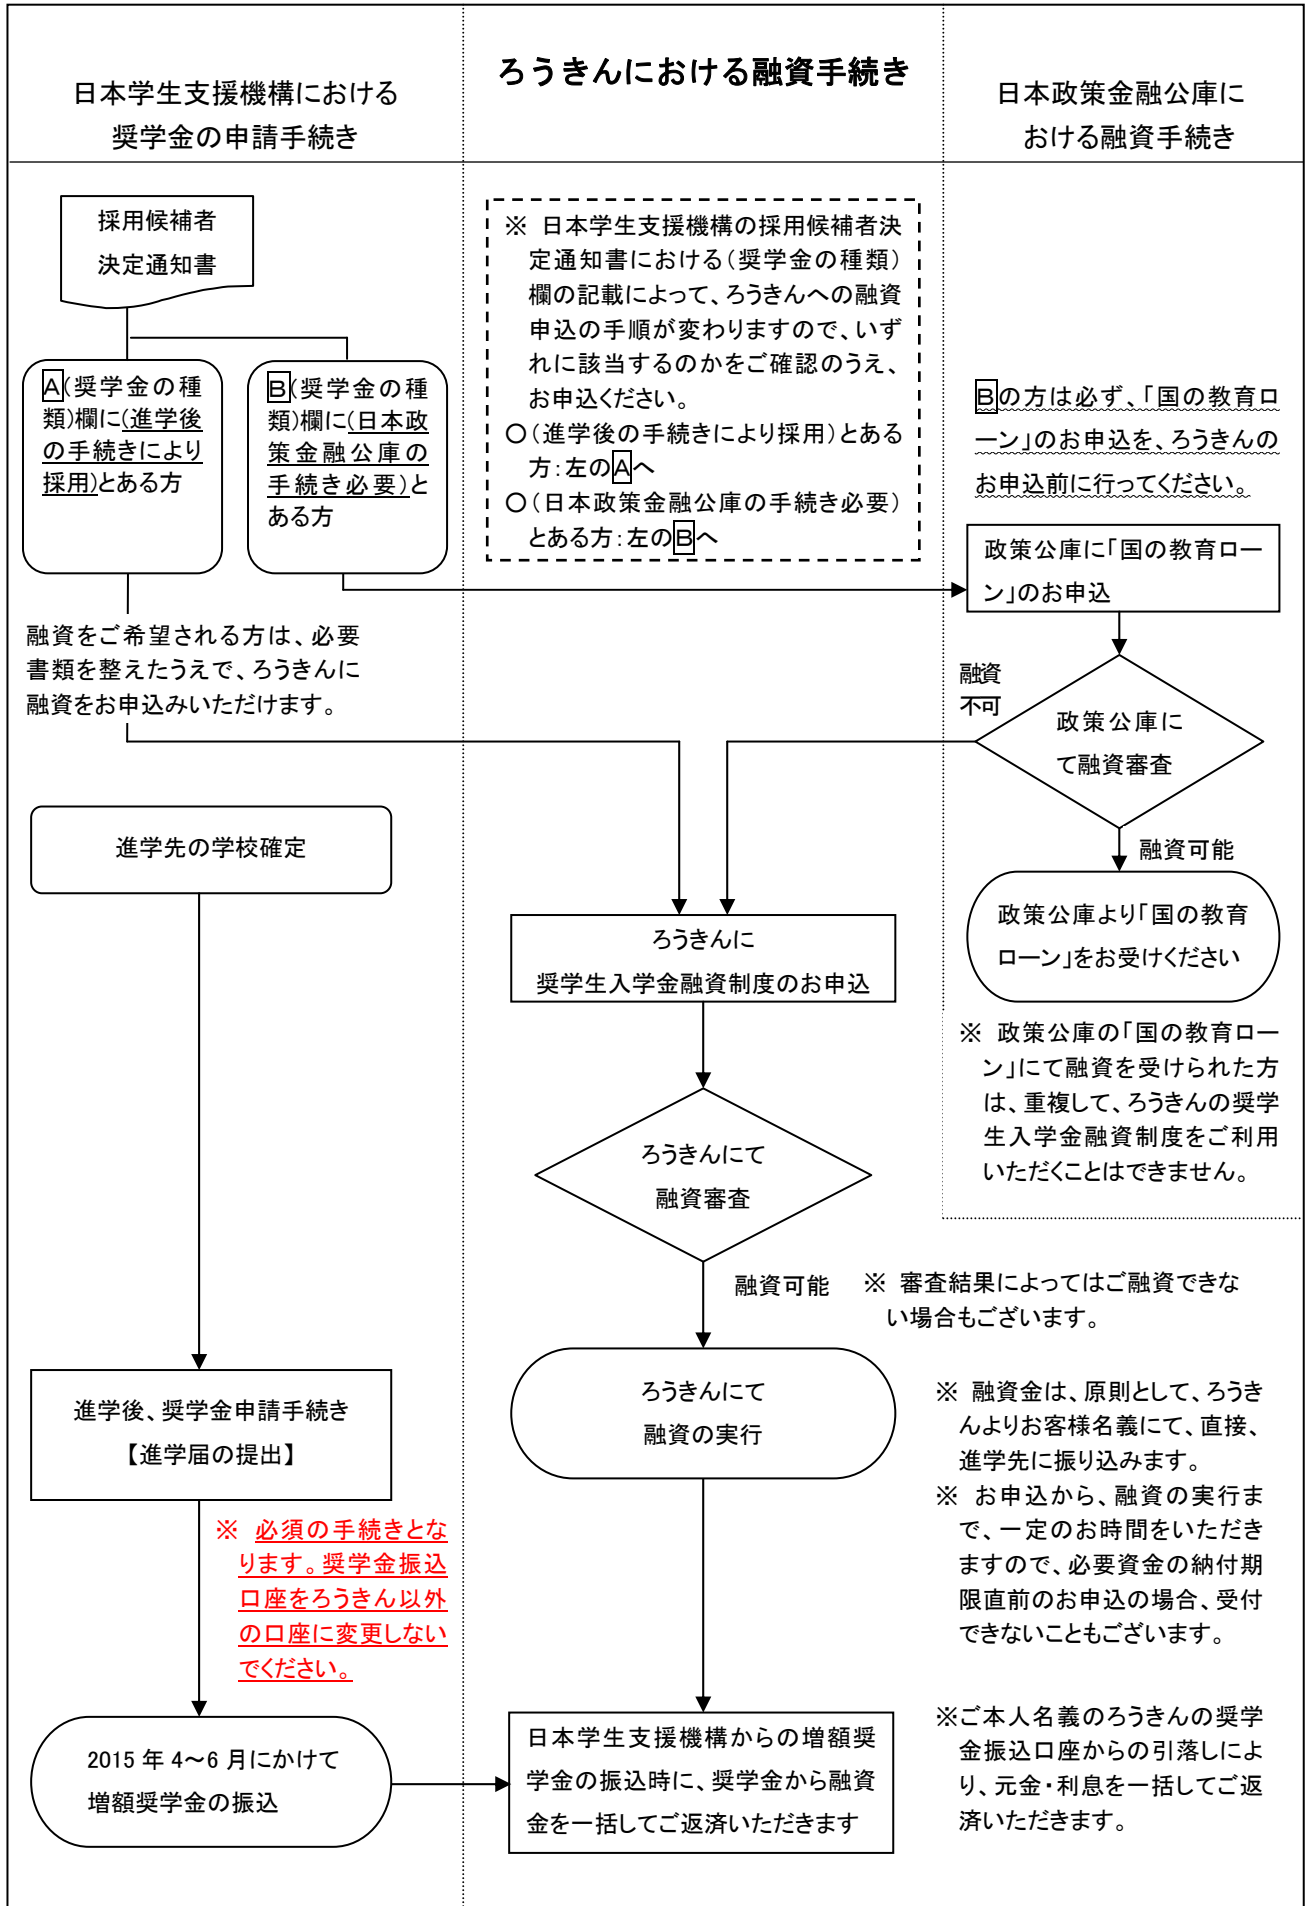 日本学生支援機構における
奨学金の申請手続き
ろうきんにおける融資手続き
日本政策金融公庫に
おける融資手続き
採用候補者
決定通知書
A(奨学金の種
類)欄に(進学後
の手続きにより
採用)とある方
B(奨学金の種
類)欄に(日本政
策金融公庫の
手続き必要)と
ある方
※ 日本学生支援機構の採用候補者決
定通知書における(奨学金の種類)
欄の記載によって、ろうきんへの融資
申込の手順が変わりますので、いず
れに該当するのかをご確認のうえ、
お申込ください。
○(進学後の手続きにより採用)とある
方：左のAへ
○(日本政策金融公庫の手続き必要)
とある方：左のBへ
Bの方は必ず、「国の教育ロ
ーン」のお申込を、ろうきんの
お申込前に行ってください。
政策公庫に「国の教育ロー
ン」のお申込
融資をご希望される方は、必要
書類を整えたうえで、ろうきんに
融資をお申込みいただけます。
融資
不可
政策公庫に
て融資審査
融資可能
進学先の学校確定
政策公庫より「国の教育
ローン」をお受けください
ろうきんに
奨学生入学金融資制度のお申込
※ 政策公庫の「国の教育ロー
ン」にて融資を受けられた方
は、重複して、ろうきんの奨学
生入学金融資制度をご利用
いただくことはできません。
ろうきんにて
融資審査
融資可能
※ 審査結果によってはご融資できな
い場合もございます。
ろうきんにて
融資の実行
進学後、奨学金申請手続き
【進学届の提出】
※ 融資金は、原則として、ろうき
んよりお客様名義にて、直接、
進学先に振り込みます。
※ お申込から、融資の実行ま
で、一定のお時間をいただき
ますので、必要資金の納付期
限直前のお申込の場合、受付
できないこともございます。
※ 必須の手続きとな
ります。奨学金振込
口座をろうきん以外
の口座に変更しない
でください。
2015 年 4～6 月にかけて
増額奨学金の振込
日本学生支援機構からの増額奨
学金の振込時に、奨学金から融資
金を一括してご返済いただきます
※ご本人名義のろうきんの奨学
金振込口座からの引落しによ
り、元金・利息を一括してご返
済いただきます。